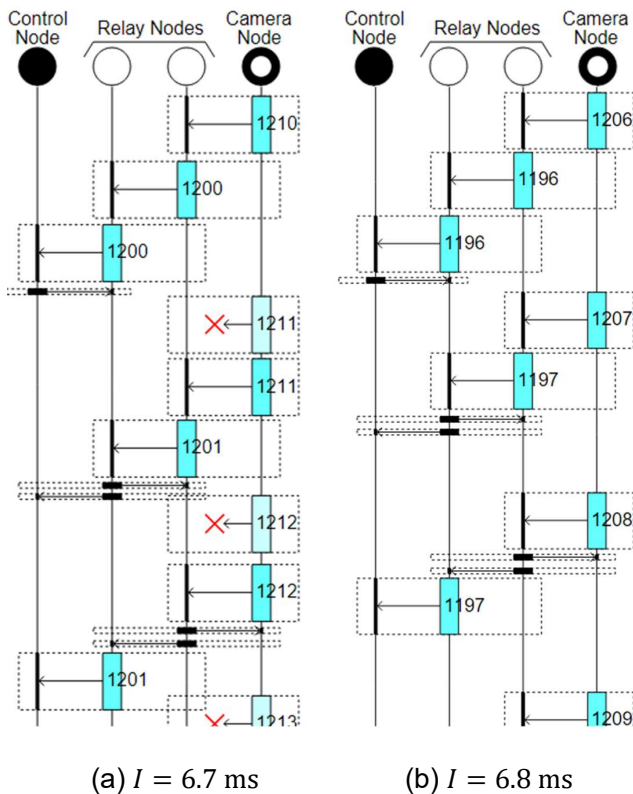 Control
Node
Relay Nodes
Camera
Node
1210
1200
1200
1211
1211
1201
1212
1212
1201
1213
(a) I = 6.7 ms
Control
Node
Relay Nodes
Camera
Node
1206
1196
1196
1207
1197
1208
1197
1209
(b) I = 6.8 ms